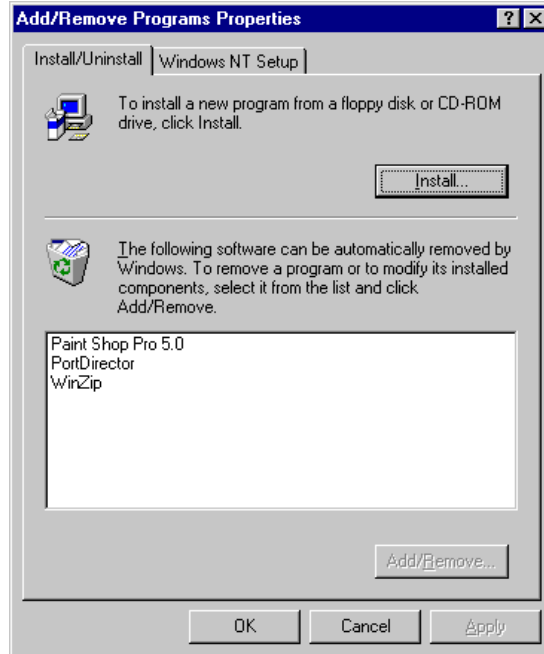 Add/Remove Programs Properties
Install/Uninstall
Windows NT Setup
To install a new program from a floppy disk or CD-ROM
drive, click Install.
Install...
The following software can be automatically removed by
Windows. To remove a program or to modify its installed
components, select it from the list and click
Add/Remove.
Paint Shop Pro 5.0
PortDirector
WinZip
Add/Remove...
OK
Cancel
Apply